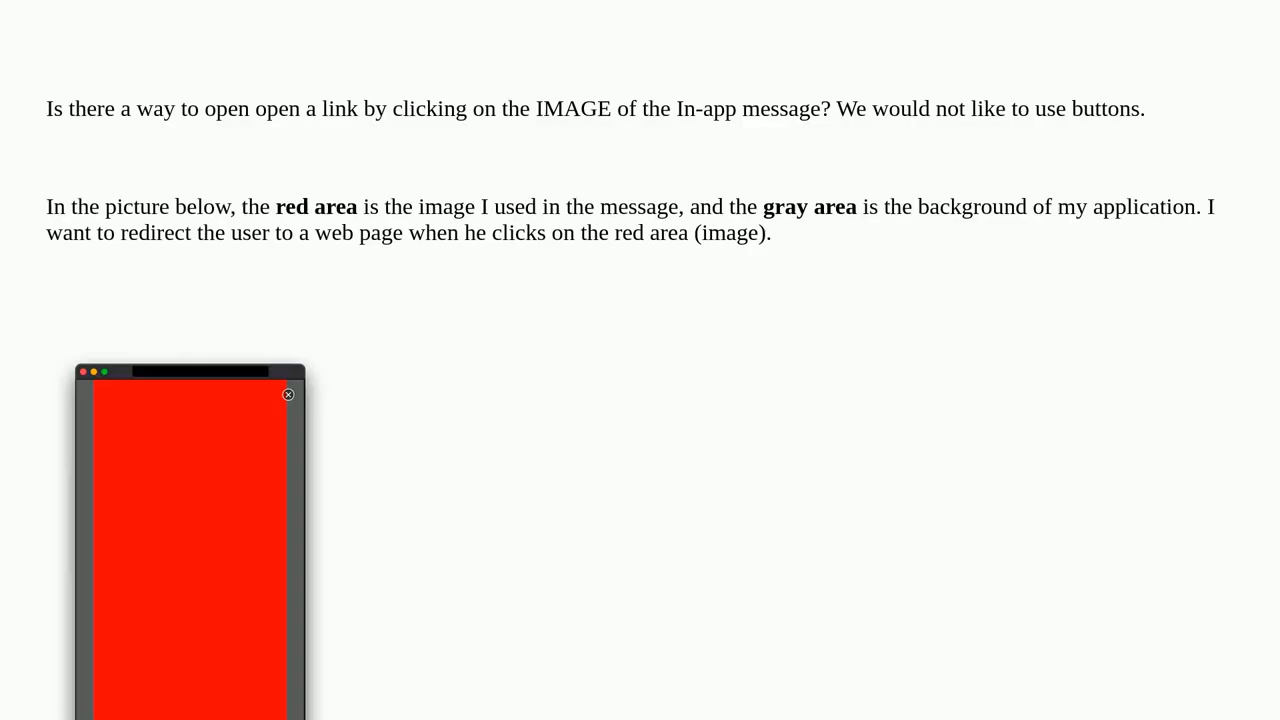 Is there a way to open open a link by clicking on the IMAGE of the In-app message? We would not like to use buttons.
In the picture below, the red area is the image I used in the message, and the gray area is the background of my application. I
want to redirect the user to a web page when he clicks on the red area (image).